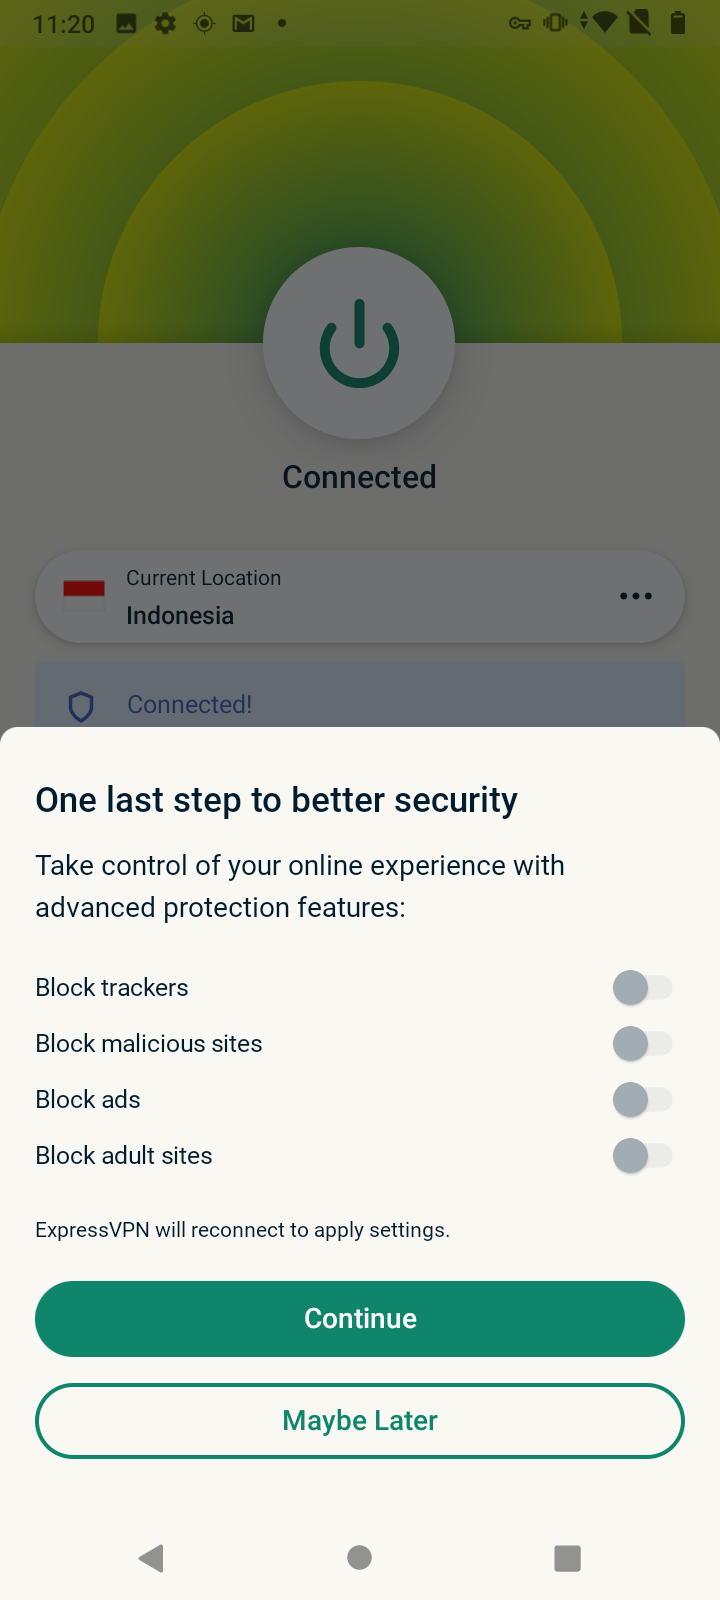 11:20
Connected
Current Location
Indonesia
Connected!
One last step to better security
Take control of your online experience with
advanced protection features:
Block trackers
Block malicious sites
Block ads
Block adult sites
ExpressVPN will reconnect to apply settings.
Continue
Maybe Later